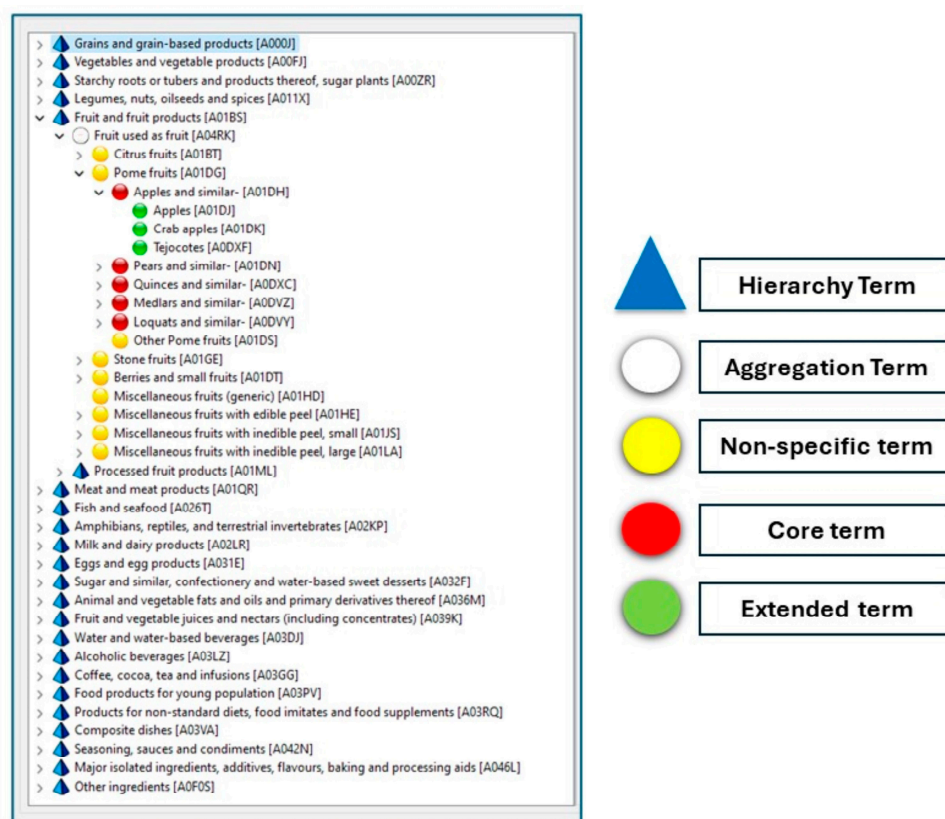 Grains and grain-based products [A000J]
Vegetables and vegetable products [A00FJ]
Starchy roots or tubers and products thereof, sugar plants [A00ZR]
Legumes, nuts, oilseeds and spices [A011X]
Fruit and fruit products [A01BS]
Fruit used as fruit [A04RK]
Citrus fruits [A01BT]
Pome fruits [A01DG]
Apples and similar- [A01DH]
Apples [A01DJ]
Crab apples [A01DK]
Tejocotes [A0DXF]
Pears and similar- [A01DN]
Quinces and similar- [A0DXC]
Medlars and similar- [A0DVZ]
Loquats and similar- [A0DVY]
Other Pome fruits [A01DS]
Stone fruits [A01GE]
Berries and small fruits [A01DT]
Miscellaneous fruits (generic) [A01HD]
Miscellaneous fruits with edible peel [A01HE]
Miscellaneous fruits with inedible peel, small [A01JS]
Miscellaneous fruits with inedible peel, large [A01LA]
Processed fruit products [A01ML]
Meat and meat products [A01QR]
Fish and seafood [A026T]
Amphibians, reptiles, and terrestrial invertebrates [A02KP]
Milk and dairy products [A02LR]
Eggs and egg products [A031E]
Sugar and similar, confectionery and water-based sweet desserts [A032F]
Animal and vegetable fats and oils and primary derivatives thereof [A036M]
Fruit and vegetable juices and nectars (including concentrates) [A039K]
Water and water-based beverages [A03DJ]
Alcoholic beverages [A03LZ]
Coffee, cocoa, tea and infusions [A03GG]
Food products for young population [A03PV]
Products for non-standard diets, food imitates and food supplements [A03RQ]
Composite dishes [A03VA]
Seasoning, sauces and condiments [A042N]
Major isolated ingredients, additives, flavours, baking and processing aids [A046L]
Other ingredients [A0F0S]
Hierarchy Term
Aggregation Term
Non-specific term
Core term
Extended term